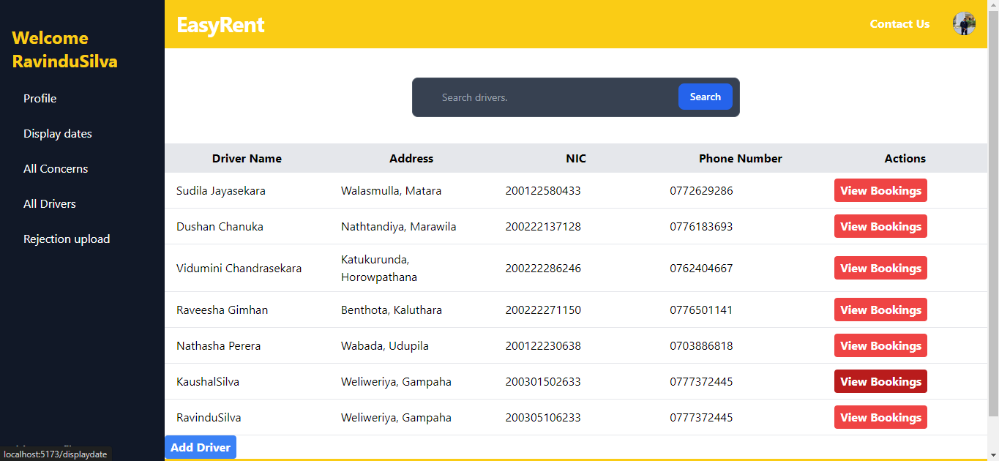 Welcome
RavinduSilva
Profile
Display dates
All Concerns
All Drivers
Rejection upload
localhost:5173/displaydate
EasyRent
Contact Us
Search drivers.
Search
Driver Name Address NIC Phone Number Actions
Sudila Jayasekara Walasmulla, Matara 200122580433 0772629286 View Bookings
Dushan Chanuka Nathtandiya, Marawila 200222137128 0776183693 View Bookings
Vidumini Chandrasekara Katukurunda, 200222286246 0762404667 View Bookings
Horowpathana
Raveesha Gimhan Benthota, Kaluthara 200222271150 0776501141 View Bookings
Nathasha Perera Wabada, Udupila 200122230638 0703886818 View Bookings
KaushalSilva Weliweriya, Gampaha 200301502633 0777372445 View Bookings
RavinduSilva Weliweriya, Gampaha 200305106233 0777372445 View Bookings
Add Driver